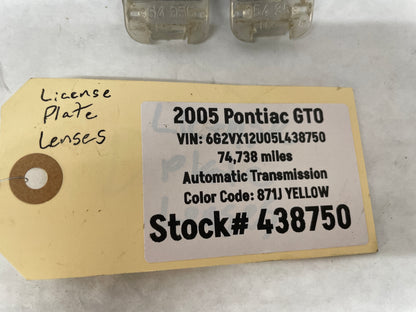 License
Plate
Lenses
2005 Pontiac GTO
VIN: 6G2VX12U05L438750
74,738 miles
Automatic Transmission
Color Code: 871J YELLOW
Stock# 438750